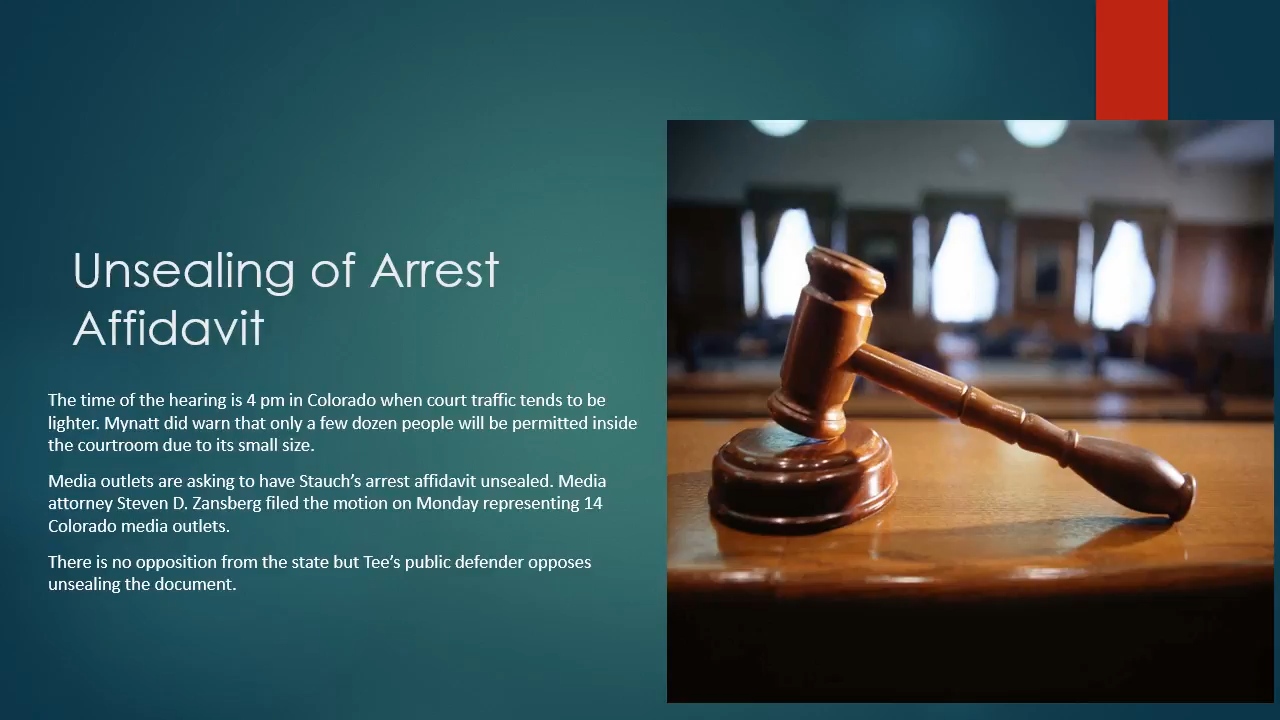 Unsealing of Arrest
Affidavit
The time of the hearing is 4 pm in Colorado when court traffic tends to be
lighter. Mynatt did warn that only a few dozen people will be permitted inside
the courtroom due to its small size.
Media outlets are asking to have Stauch’s arrest affidavit unsealed. Media
attorney Steven D. Zansberg filed the motion on Monday representing 14
Colorado media outlets.
There is no opposition from the state but Tee’s public defender opposes
unsealing the document.